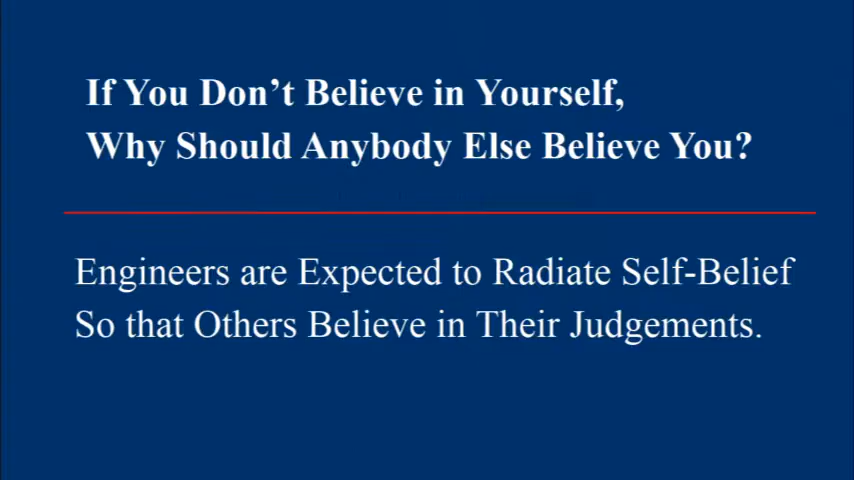 If You Don’t Believe in Yourself,
Why Should Anybody Else Believe You?
Engineers are Expected to Radiate Self-Belief
So that Others Believe in Their Judgements.